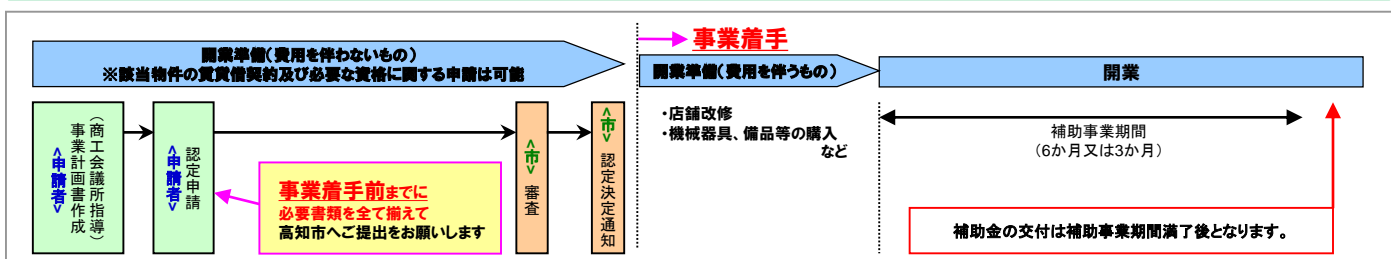 開業準備(費用を伴わないもの)
※該当物件の賃貸借契約及び必要な資格に関する申請は可能
事業着手
開業準備(費用を伴うもの)
開業
<申請者>
事業計画書作成
(商工会議所指導)
<申請者>
認定申請
事業着手前までに
必要書類を全て揃えて
高知市へご提出をお願いします
<市> 審査
<市> 認定決定通知
・店舗改修
・機械器具、備品等の購入
など
補助事業期間
(6か月又は3か月)
補助金の交付は補助事業期間満了後となります。